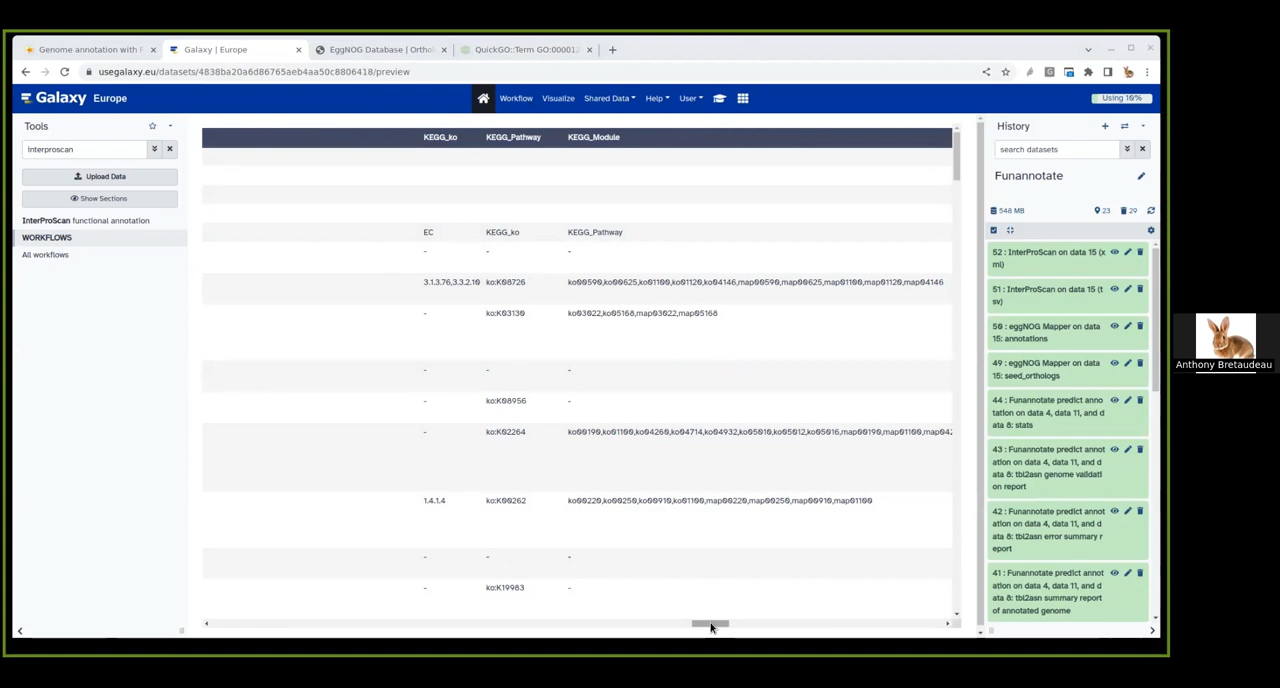 Genome annotation with F
Galaxy | Europe
EggNOG Database | Ortho
QuickGO::Term GO:000012
usegalaxy.eu/datasets/4838ba20a6d86765aeb4aa50c8806418/preview
Galaxy Europe
Workflow Visualize Shared Data Help User
Using 10%
Tools
interproscan
Upload Data
Show Sections
InterProScan functional annotation
WORKFLOWS
All workflows
KEGG_ko KEGG_Pathway KEGG_Module
EC KEGG_ko KEGG_Pathway
- - -
3.1.3.76,3.3.2.10 ko:K08726 ko00590,ko00625,ko01100,ko01120,ko04146,map00590,map00625,map01100,map01120,map04146
- ko:K03130 ko03022,ko05168,map03022,map05168
- - -
- ko:K08956 -
- ko:K02264 ko00190,ko01100,ko04260,ko04714,ko04932,ko05010,ko05012,ko05016,map00190,map01100,map042
1.4.1.4 ko:K00262 ko00220,ko00250,ko00910,ko01100,map00220,map00250,map00910,map01100
- - -
- ko:K19983 -
History
search datasets
Funannotate
548 MB
23 29
52 : InterProScan on data 15 (x
ml)
51 : InterProScan on data 15 (t
sv)
50 : eggNOG Mapper on data
15: annotations
49 : eggNOG Mapper on data
15: seed_orthologs
44 : Funannotate predict anno
tation on data 4, data 11, and d
ata 8: stats
43 : Funannotate predict annot
ation on data 4, data 11, and d
ata 8: tbl2asn genome validati
on report
42 : Funannotate predict annot
ation on data 4, data 11, and d
ata 8: tbl2asn error summary r
eport
41 : Funannotate predict annot
ation on data 4, data 11, and d
ata 8: tbl2asn summary report
of annotated genome
Anthony Bretaudeau